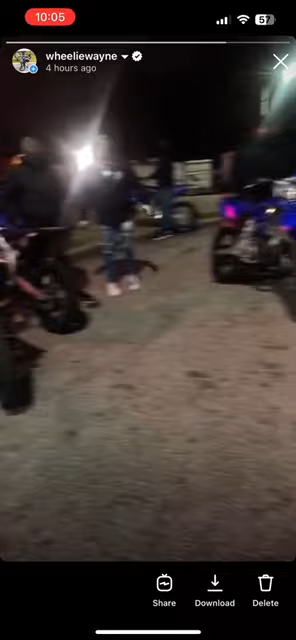 10:05
57
wheeliewayne
4 hours ago
Share
Download
Delete